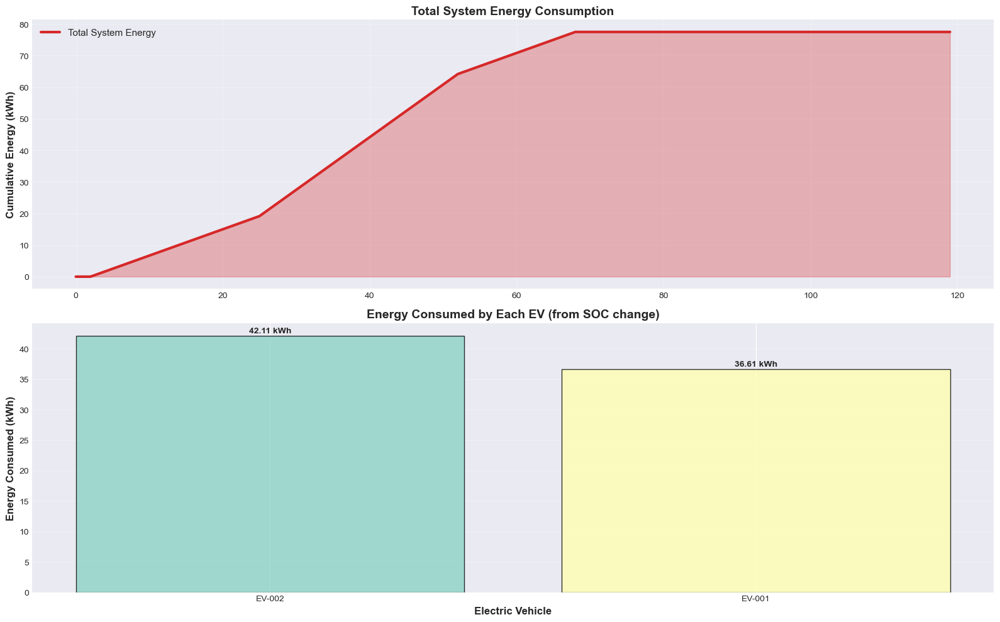 Total System Energy Consumption
Total System Energy
Cumulative Energy (kWh)
80
70
60
50
40
30
20
10
0
0 20 40 60 80 100 120
Energy Consumed by Each EV (from SOC change)
Energy Consumed (kWh)
42.11 kWh
36.61 kWh
40
35
30
25
20
15
10
5
0
EV-002 EV-001
Electric Vehicle